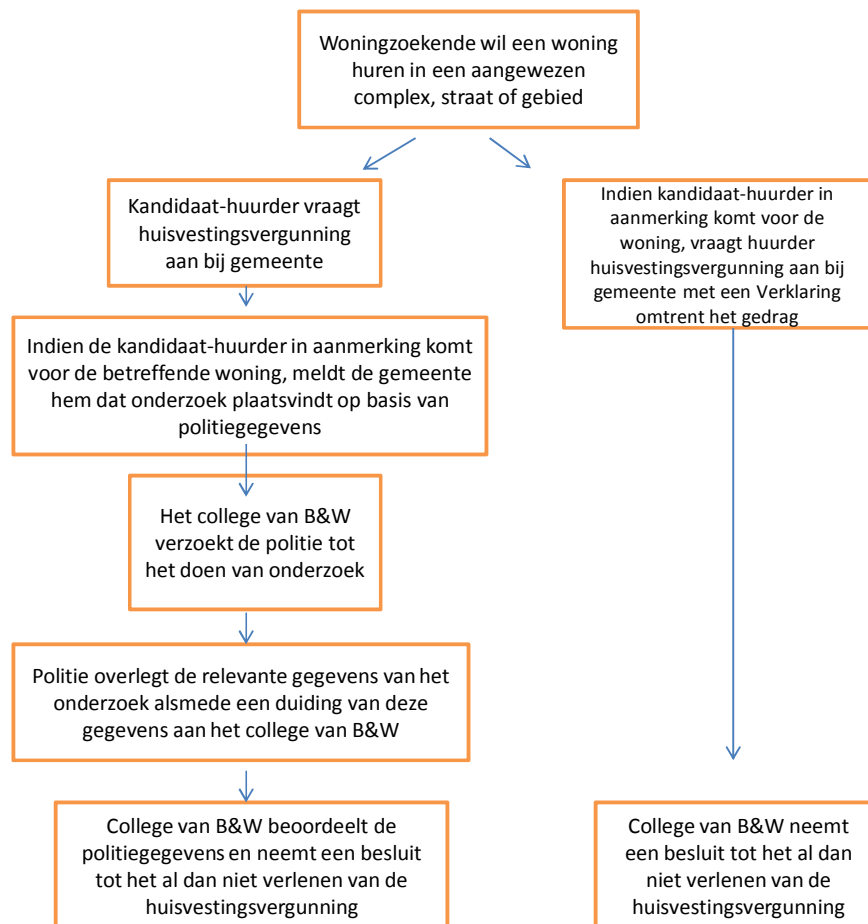 Woningzoekende wil een woning
huren in een aangewezen
complex, straat of gebied
Kandidaat-huurder vraagt
huisvestingsvergunning
aan bij gemeente
Indien kandidaat-huurder in
aanmerking komt voor de
woning, vraagt huurder
huisvestingsvergunning aan bij
gemeente met een Verklaring
omtrent het gedrag
Indien de kandidaat-huurder in aanmerking komt
voor de betreffende woning, meldt de gemeente
hem dat onderzoek plaatsvindt op basis van
politiegegevens
Het college van B&W
verzoekt de politie tot
het doen van onderzoek
Politie overlegt de relevante gegevens van het
onderzoek alsmede een duiding van deze
gegevens aan het college van B&W
College van B&W beoordeelt de
politiegegevens en neemt een besluit
tot het al dan niet verlenen van de
huisvestingsvergunning
College van B&W neemt
een besluit tot het al dan
niet verlenen van de
huisvestingsvergunning